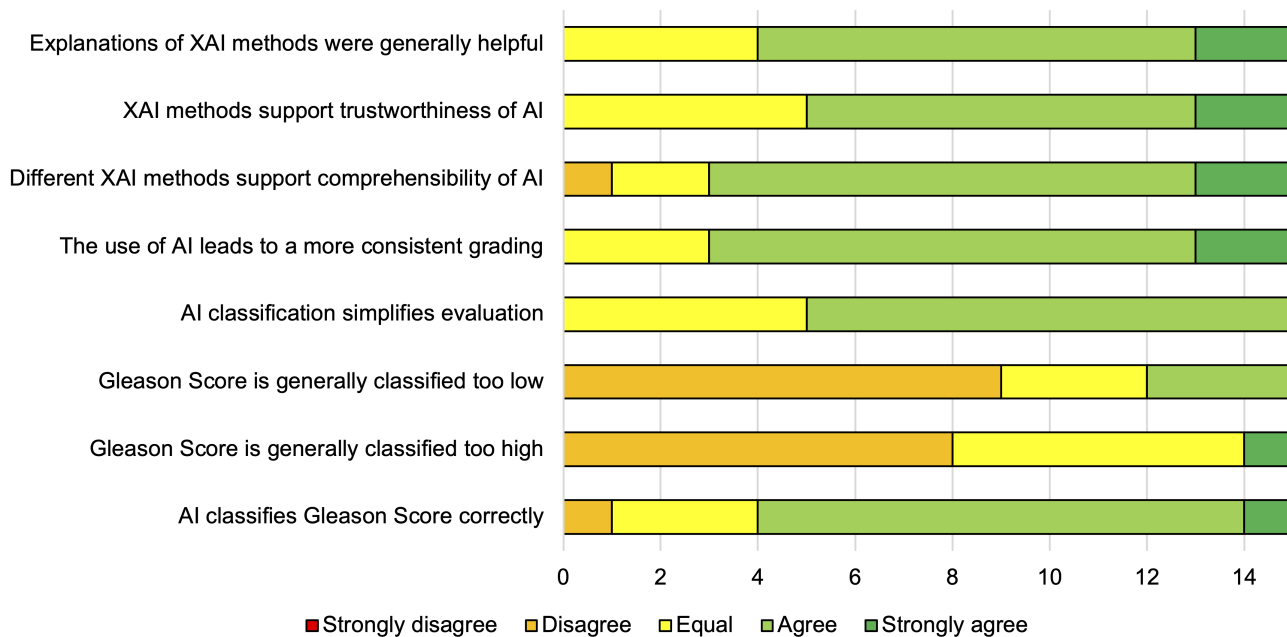 Explanations of XAI methods were generally helpful
XAI methods support trustworthiness of AI
Different XAI methods support comprehensibility of AI
The use of AI leads to a more consistent grading
AI classification simplifies evaluation
Gleason Score is generally classified too low
Gleason Score is generally classified too high
AI classifies Gleason Score correctly
0 2 4 6 8 10 12 14
Strongly disagree Disagree Equal Agree Strongly agree